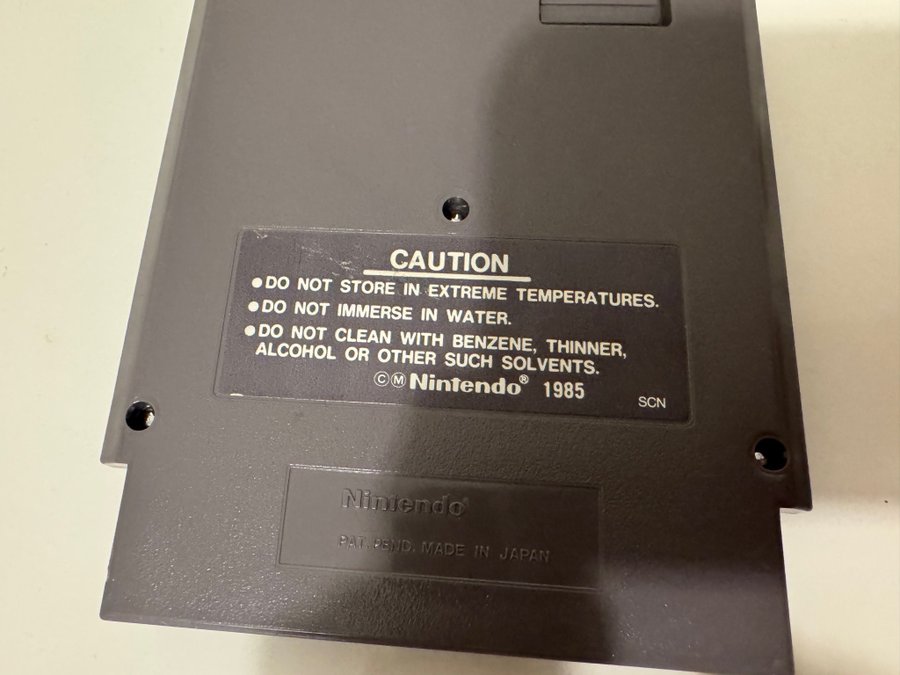 CAUTION
●DO NOT STORE IN EXTREME TEMPERATURES.
●DO NOT IMMERSE IN WATER.
●DO NOT CLEAN WITH BENZENE, THINNER,
ALCOHOL OR OTHER SUCH SOLVENTS.
ⒸⓂNintendo® 1985
SCN
Nintendo®
PAT. PEND. MADE IN JAPAN